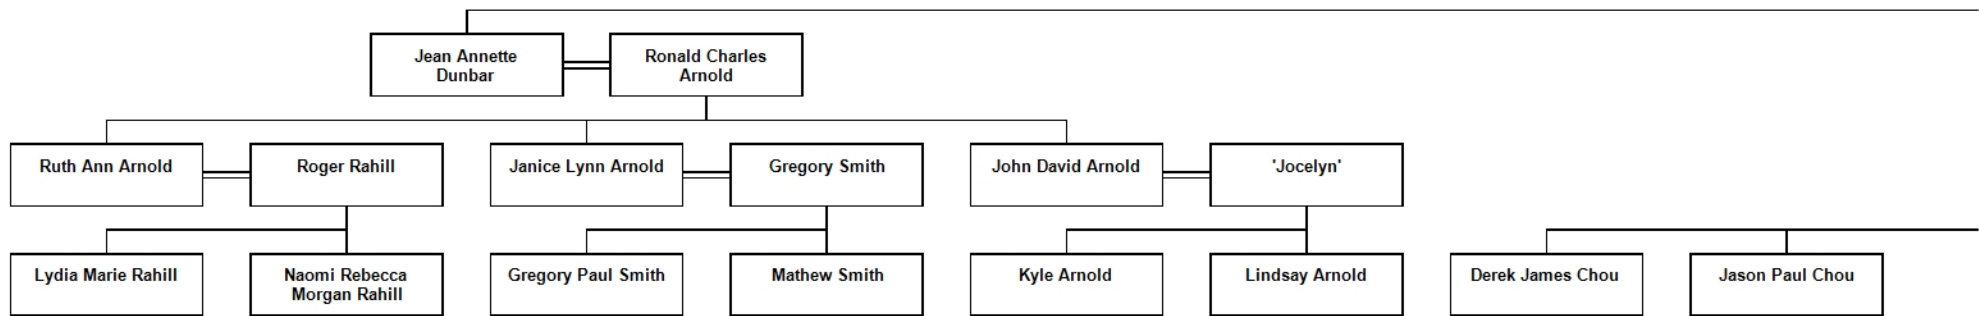 Jean Annette
Dunbar
Ronald Charles
Arnold
Ruth Ann Arnold
Roger Rahill
Janice Lynn Arnold
Gregory Smith
John David Arnold
'Jocelyn'
Lydia Marie Rahill
Naomi Rebecca
Morgan Rahill
Gregory Paul Smith
Mathew Smith
Kyle Arnold
Lindsay Arnold
Derek James Chou
Jason Paul Chou